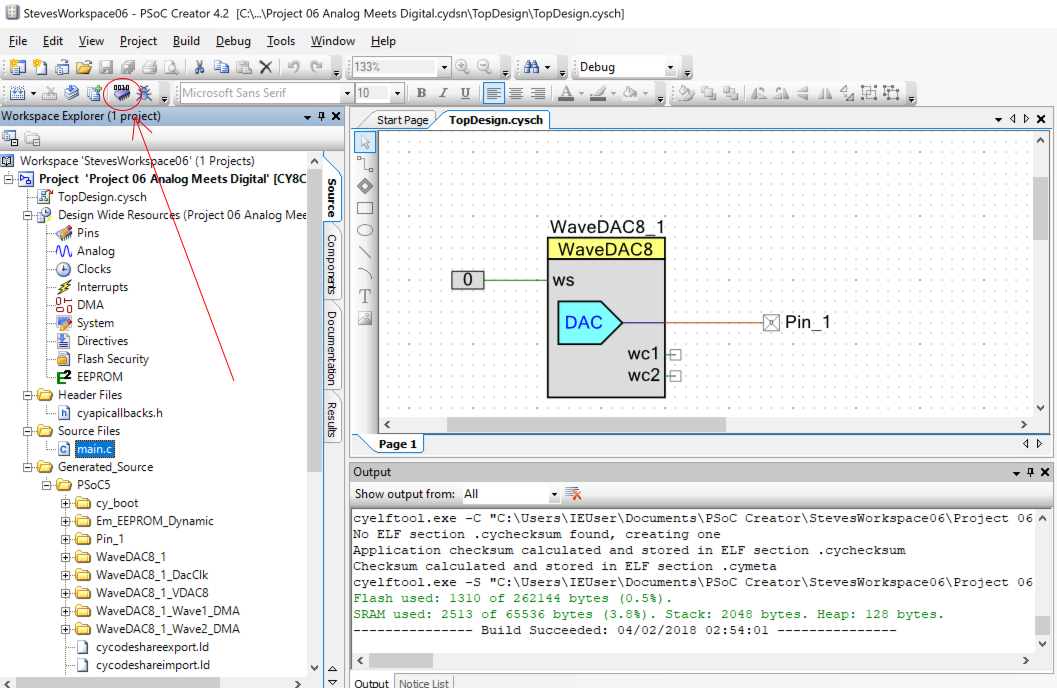 StevesWorkspace06 - PSoC Creator 4.2 [C:\...\Project 06 Analog Meets Digital.cydsn\TopDesign\TopDesign.cysch]
File Edit View Project Build Debug Tools Window Help
133% Debug
Microsoft Sans Serif 10 B I U
Workspace Explorer (1 project)
Workspace 'StevesWorkspace06' (1 Projects)
Project 'Project 06 Analog Meets Digital' [CY8C
TopDesign.cysch
Design Wide Resources (Project 06 Analog Mee
Pins
Analog
Clocks
Interrupts
DMA
System
Directives
Flash Security
EEPROM
Header Files
cyapicallbacks.h
Source Files
main.c
Generated_Source
PSoC5
cy_boot
Em_EEPROM_Dynamic
Pin_1
WaveDAC8_1
WaveDAC8_1_DacClk
WaveDAC8_1_VDAC8
WaveDAC8_1_Wave1_DMA
WaveDAC8_1_Wave2_DMA
cycodeshareexport.ld
cycodeshareimport.ld
Source
Components
Documentation
Results
Start Page TopDesign.cysch
WaveDAC8_1
WaveDAC8
0 ws
DAC Pin_1
wc1
wc2
Page 1
Output
Show output from: All
cyelftool.exe -C "C:\Users\IEUser\Documents\PSoC Creator\StevesWorkspace06\Project 06
No ELF section .cychecksum found, creating one
Application checksum calculated and stored in ELF section .cychecksum
Checksum calculated and stored in ELF section .cymeta
cyelftool.exe -S "C:\Users\IEUser\Documents\PSoC Creator\StevesWorkspace06\Project 06
Flash used: 1310 of 262144 bytes (0.5%).
SRAM used: 2513 of 65536 bytes (3.8%). Stack: 2048 bytes. Heap: 128 bytes.
--------------- Build Succeeded: 04/02/2018 02:54:01 ---------------
Output Notice List